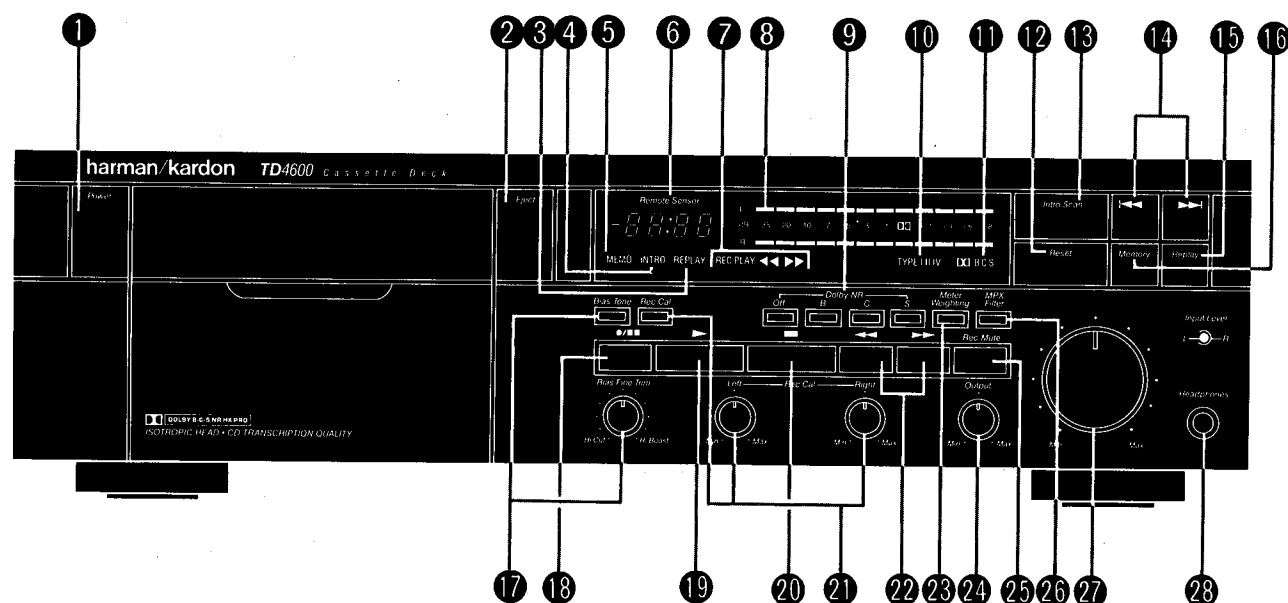 1 2 3 4 5 6 7 8 9 10 11 12 13 14 15 16
harman/kardon TD4600 Cassette Deck
Power
Eject
Remote Sensor
L
R
MEMO INTRO REPLAY REC PLAY
TYPE I II IV
B C S
Intro Scan
Reset
Memory
Replay
Bias Tone
Rec Cal
Dolby NR
Off
B
C
S
Meter Weighting
MPX Filter
Rec Mute
Input Level
L R
Headphones
Bias Fine Trim
Left Rec Cal Right
Output
Hi Cut
Hi Boost
Min Max
Min Max
Min Max
Min Max
DOLBY B·C·S NR HX PRO
ISOTROPIC HEAD • CD TRANSCRIPTION QUALITY
17 18 19 20 21 22 23 24 25 26 27 28